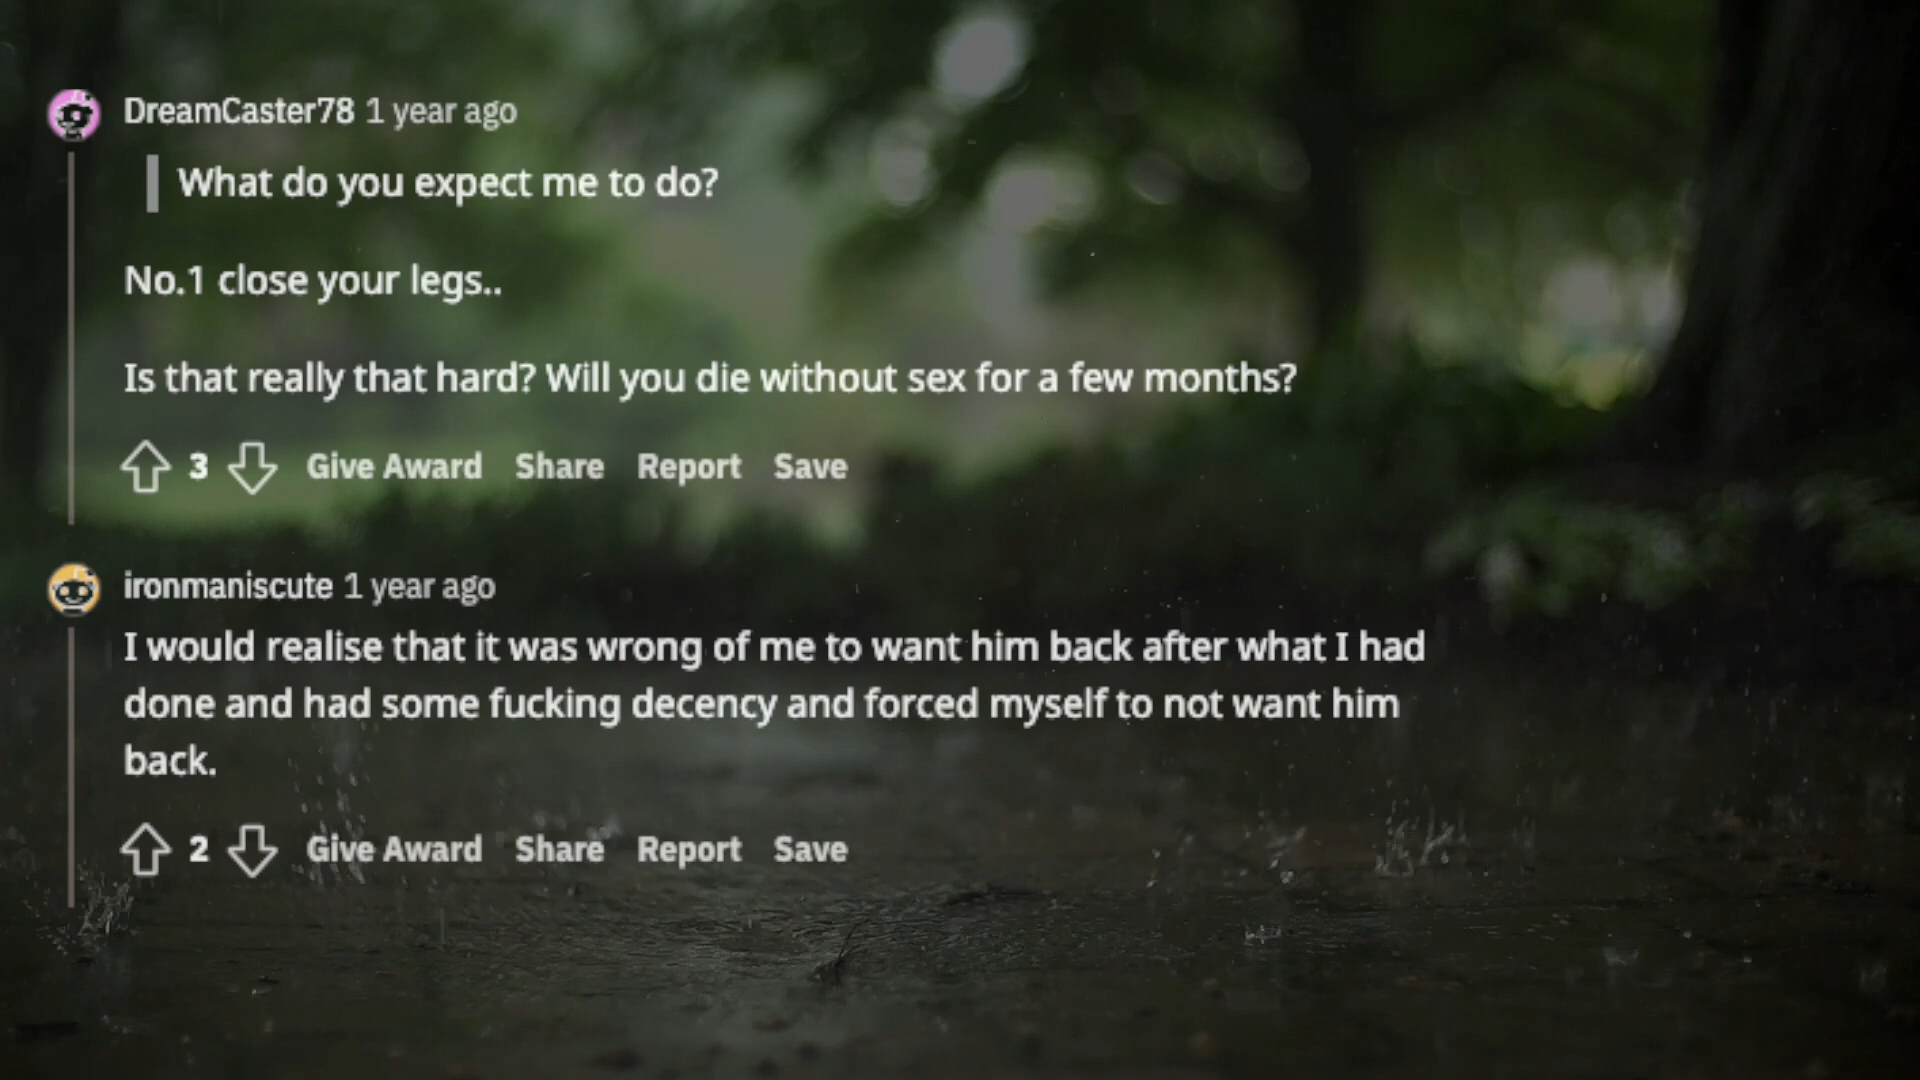 DreamCaster78 1 year ago
What do you expect me to do?
No.1 close your legs..
Is that really that hard? Will you die without sex for a few months?
3 Give Award Share Report Save
ironmaniscute 1 year ago
I would realise that it was wrong of me to want him back after what I had
done and had some fucking decency and forced myself to not want him
back.
2 Give Award Share Report Save